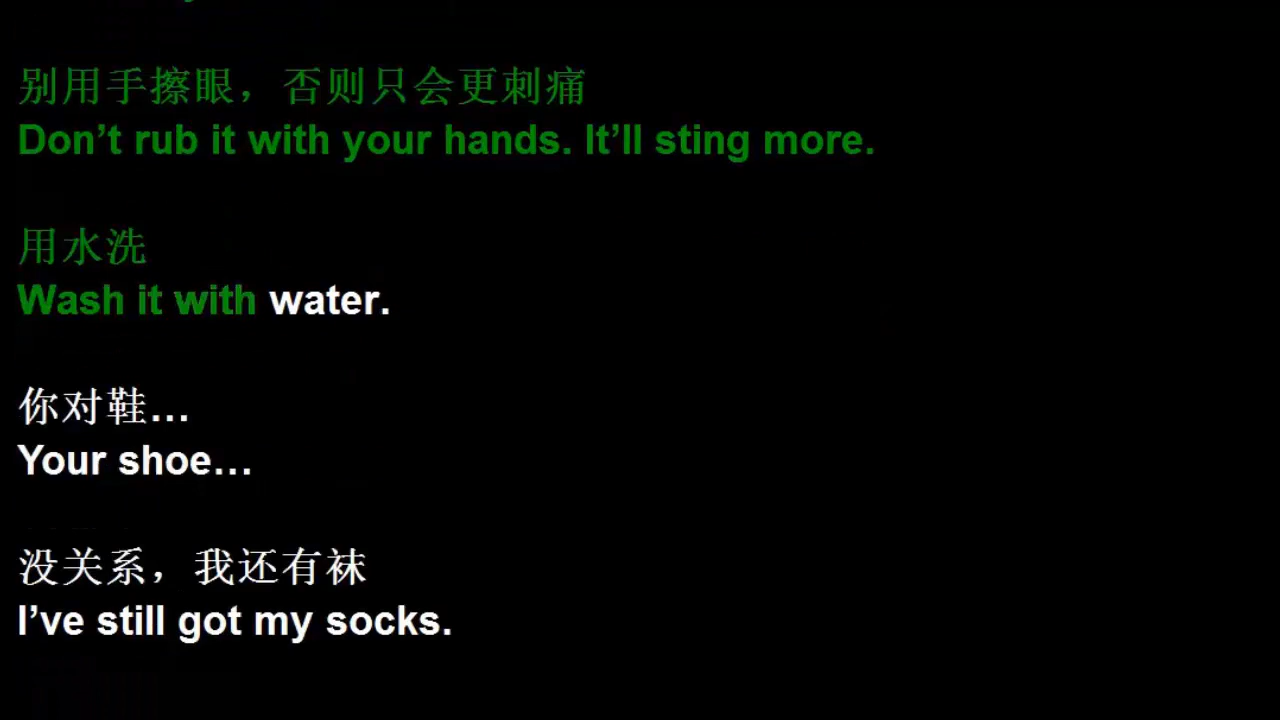 别用手擦眼，否则只会更刺痛
Don’t rub it with your hands. It’ll sting more.
用水洗
Wash it with water.
你对鞋…
Your shoe…
没关系，我还有袜
I’ve still got my socks.